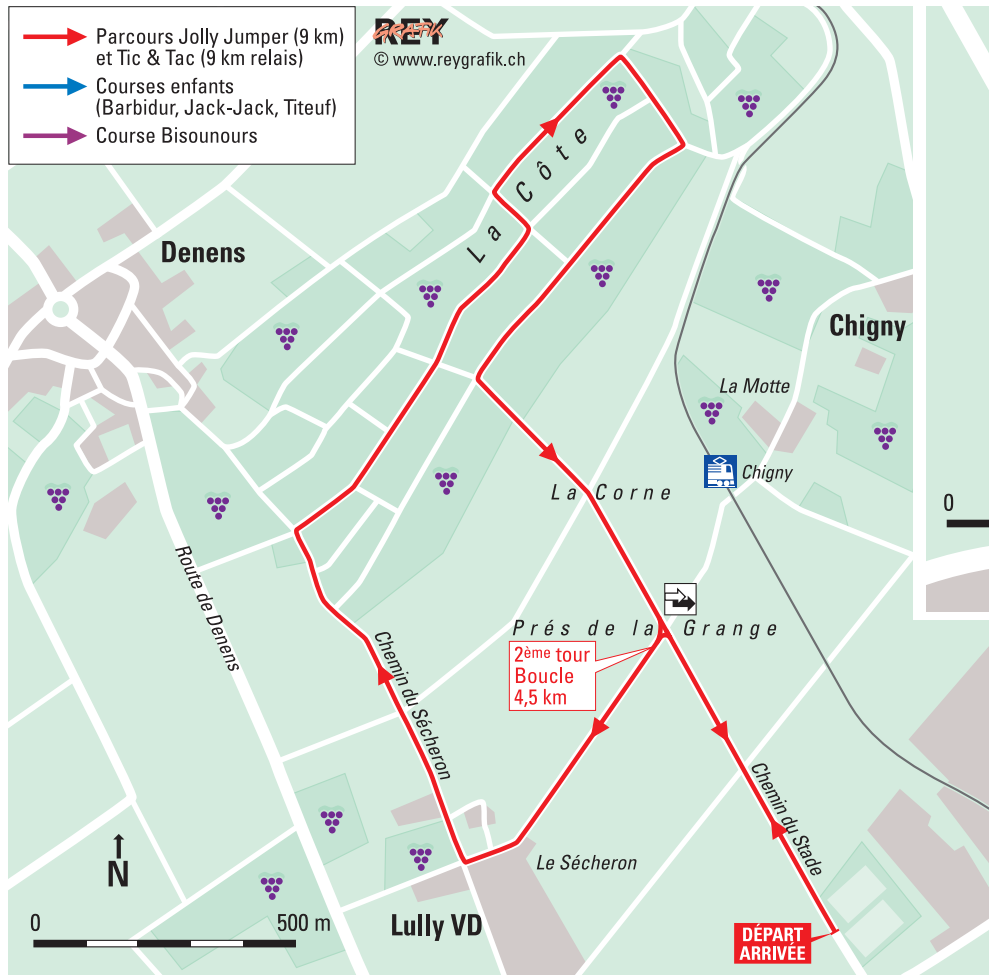 Parcours Jolly Jumper (9 km)
et Tic & Tac (9 km relais)
Courses enfants
(Barbidur, Jack-Jack, Titeuf)
Course Bisounours
REY
GRAFIK
© www.reygrafik.ch
La Côte
Denens
Chigny
La Motte
Chigny
La Corne
0
Route de Denens
Prés de la Grange
2ème tour
Boucle
4,5 km
Chemin du Sécheron
Chemin du Stade
N
Le Sécheron
0 500 m
Lully VD
DÉPART
ARRIVÉE